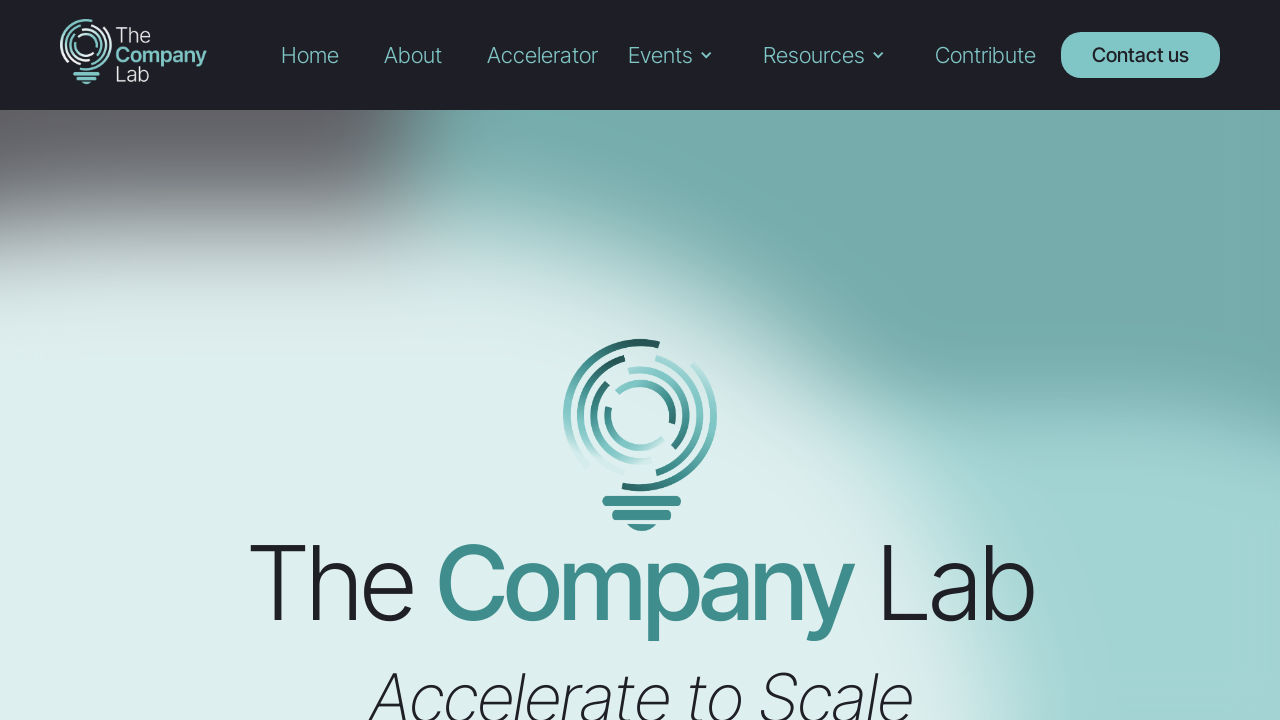 The
Company
Lab
Home
About
Accelerator
Events
Resources
Contribute
Contact us
The Company Lab
Accelerate to Scale